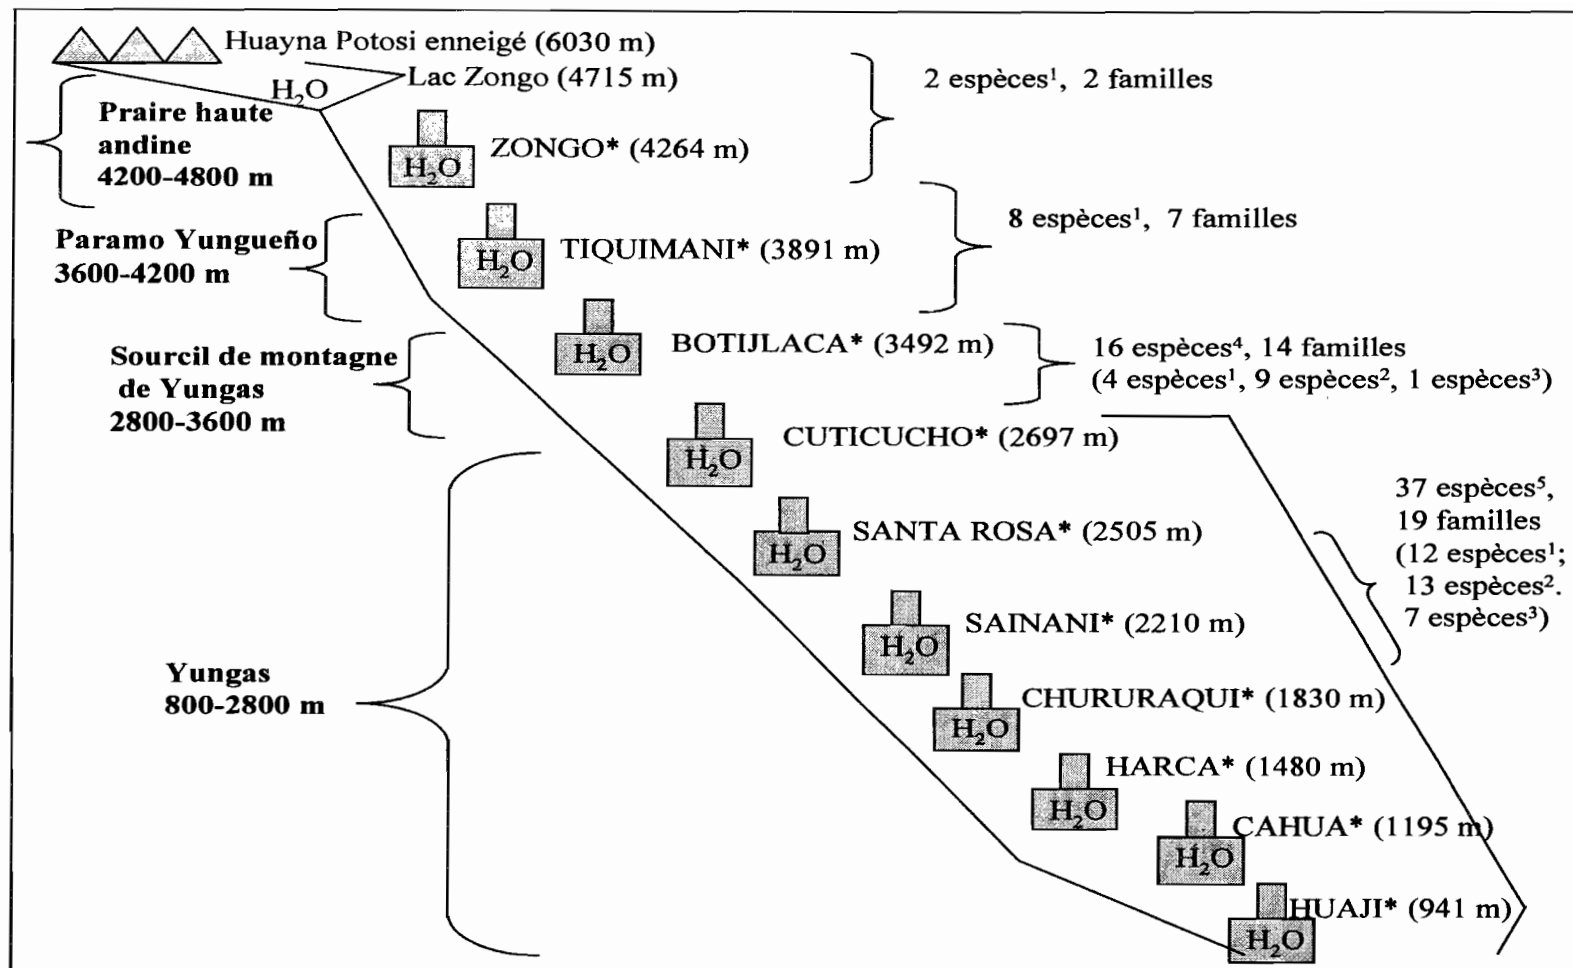 Huayna Potosi enneigé (6030 m)
Lac Zongo (4715 m)
H₂O
2 espèces¹, 2 familles
Praire haute
andine
4200-4800 m
ZONGO* (4264 m)
H₂O
8 espèces¹, 7 familles
Paramo Yungueño
3600-4200 m
TIQUIMANI* (3891 m)
H₂O
Sourcil de montagne
de Yungas
2800-3600 m
BOTIJLACA* (3492 m)
H₂O
16 espèces⁴, 14 familles
(4 espèces¹, 9 espèces², 1 espèces³)
CUTICUCHO* (2697 m)
H₂O
37 espèces⁵,
19 familles
(12 espèces¹;
13 espèces².
7 espèces³)
SANTA ROSA* (2505 m)
H₂O
SAINANI* (2210 m)
H₂O
Yungas
800-2800 m
CHURURAQUI* (1830 m)
H₂O
HARCA* (1480 m)
H₂O
CAHUA* (1195 m)
H₂O
HUAJI* (941 m)
H₂O